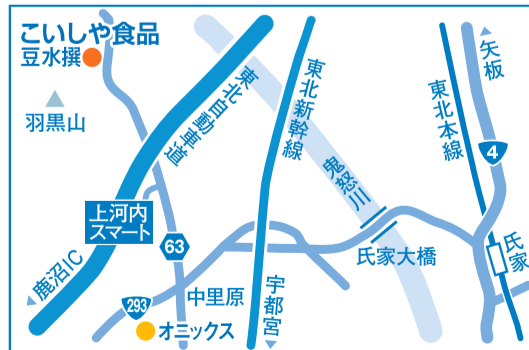 こいしや食品
豆水撰
羽黒山
東北自動車道
東北新幹線
鬼怒川
東北本線
矢板
4
上河内
スマート
63
鹿沼IC
293
中里原
オニックス
宇都宮
氏家大橋
氏家